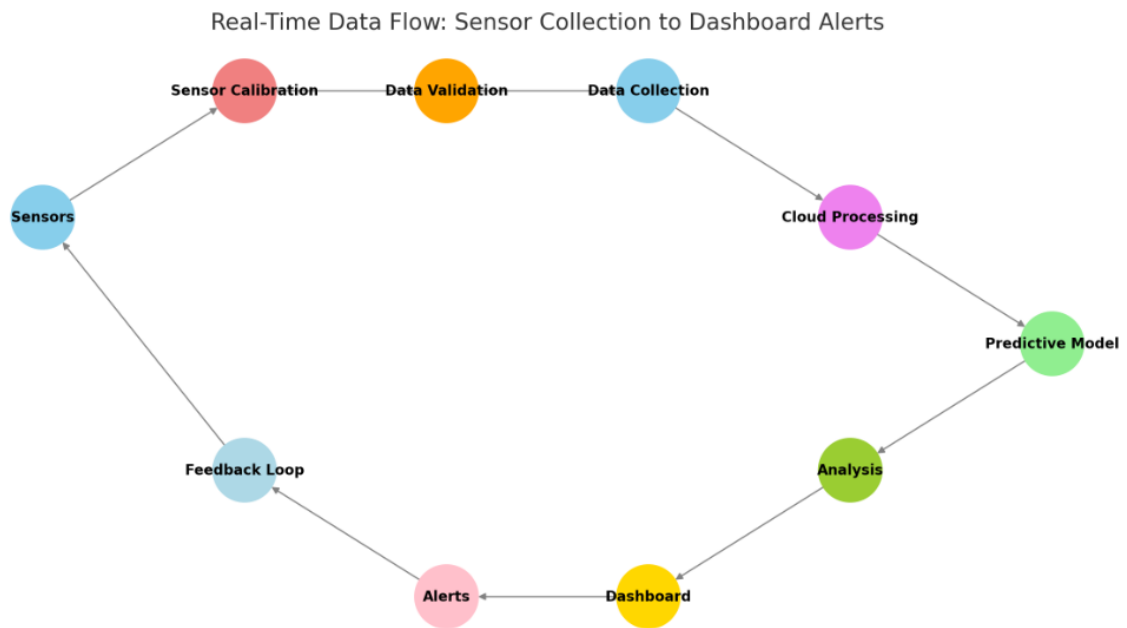 Real-Time Data Flow: Sensor Collection to Dashboard Alerts
Sensor Calibration
Data Validation
Data Collection
Sensors
Cloud Processing
Predictive Model
Feedback Loop
Analysis
Alerts
Dashboard